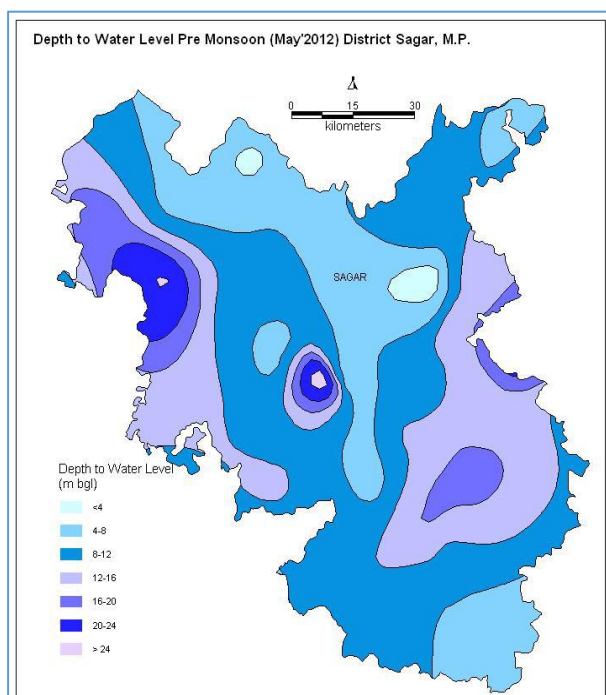 Depth to Water Level Pre Monsoon (May'2012) District Sagar, M.P.
0 15 30
kilometers
SAGAR
Depth to Water Level
(m bgl)
<4
4-8
8-12
12-16
16-20
20-24
> 24